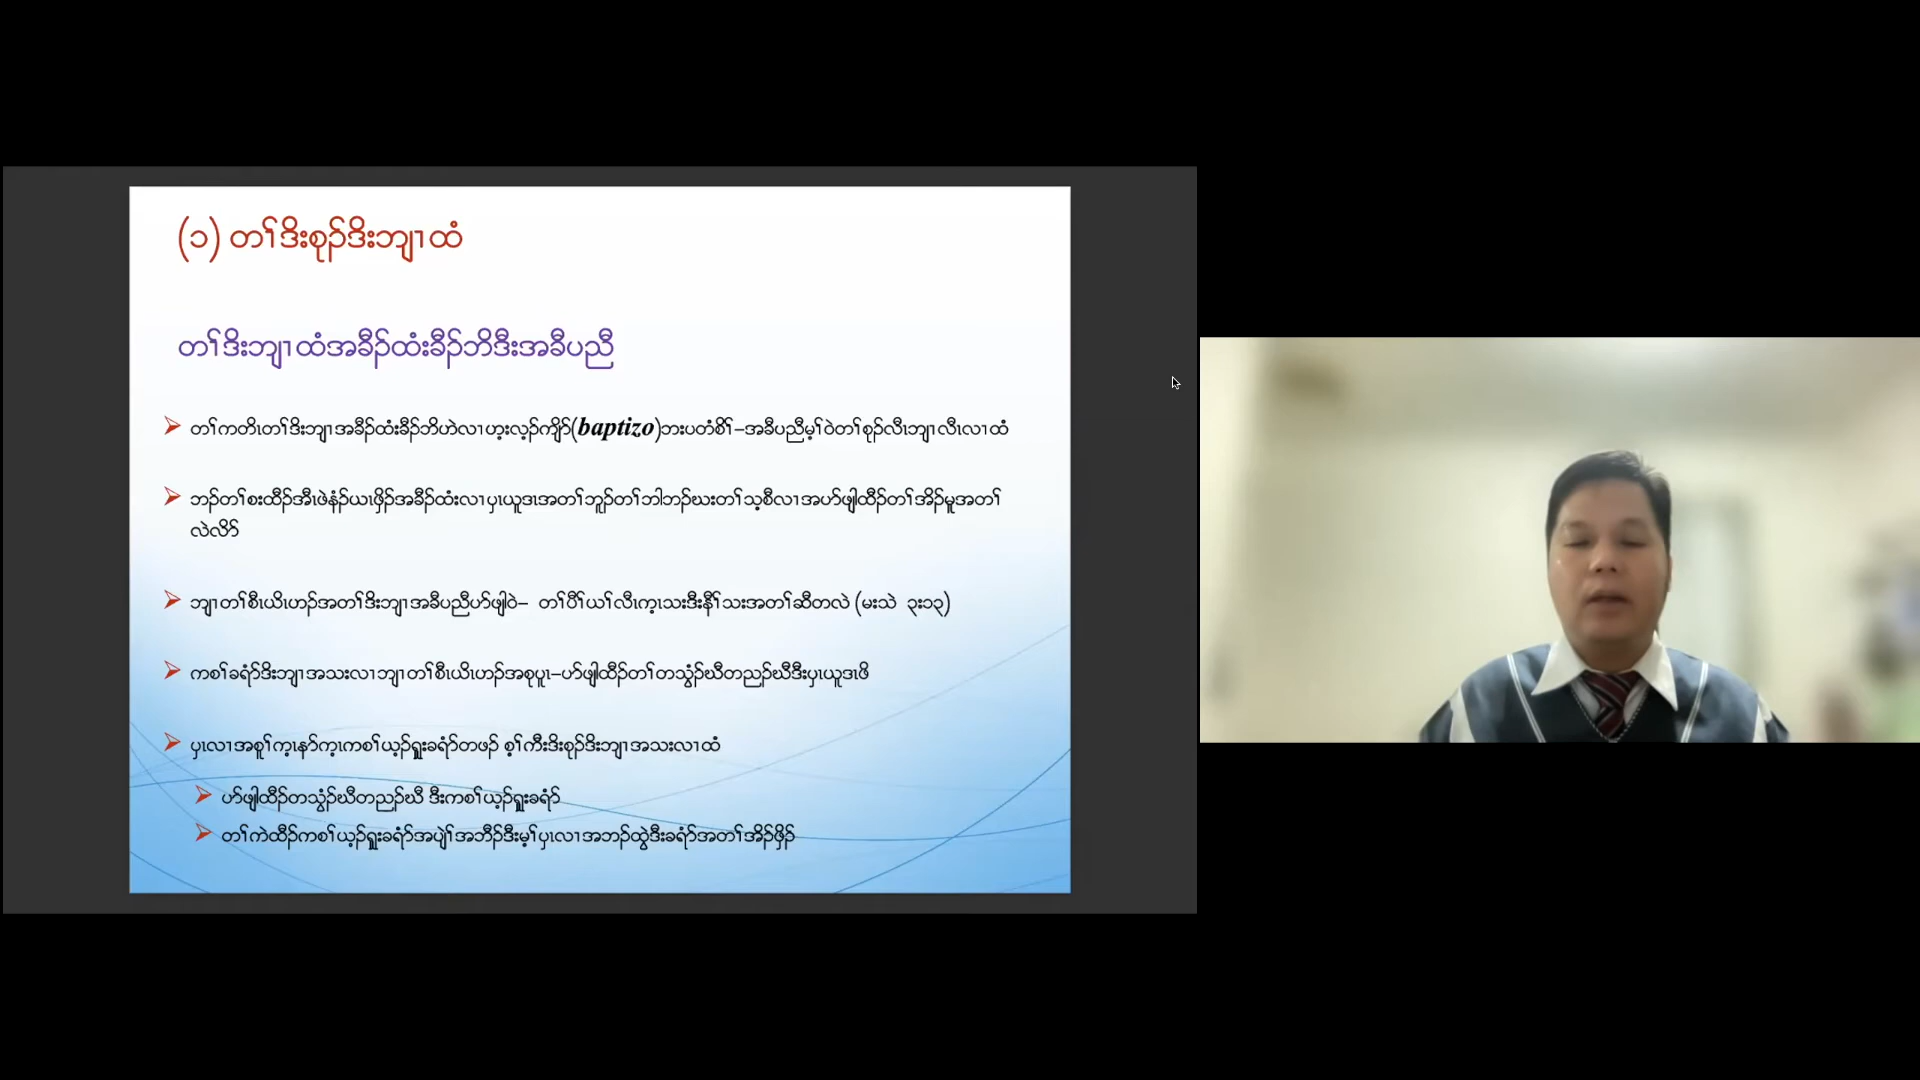 (၁) တၢ်ဒိးစုၣ်ဒိးဘျၢထံ
တၢ်ဒိးဘျၢထံအခီၣ်ထံးခီၣ်ဘိဒီးအခီပညီ
တၢ်ကတိၤတၢ်ဒိးဘျၢအခီၣ်ထံးခီၣ်ဘိဟဲလၢဟ့းလ့ၣ်ကျိာ်(baptizo)ဘးပတံစိၢ်–အခီပညီမ့ၢ်ဝဲတၢ်စုၣ်လီၤဘျၢလီၤလၢထံ
ဘၣ်တၢ်စးထီၣ်အီၤဖဲနံၣ်ယၤဖှိၣ်အခီၣ်ထံးလၢပှၤယူဒၤအတၢ်ဘူၣ်တၢ်ဘါဘၣ်ဃးတၢ်သ့စီလၢအဟ်ဖျါထီၣ်တၢ်အိၣ်မူအတၢ်
လဲလိာ်
ဘျၢတၢ်စီၤယိၤဟၣ်အတၢ်ဒိးဘျၢအခီပညီဟ်ဖျါဝဲ– တၢ်ပီၢ်ယၢ်လီၤက့ၤသးဒီးနီၢ်သးအတၢ်ဆီတလဲ (မးသဲ ၃း၁၃)
ကစၢ်ခရံာ်ဒိးဘျၢအသးလၢဘျၢတၢ်စီၤယိၤဟၣ်အစုပူၤ–ဟ်ဖျါထီၣ်တၢ်တသွံၣ်ဃီတညၣ်ဃီဒီးပှၤယူဒၤဖိ
ပှၤလၢအစူၢ်က့ၤနာ်က့ၤကစၢ်ယ့ၣ်ရှူးခရံာ်တဖၣ် စ့ၢ်ကီးဒိးစုၣ်ဒိးဘျၢအသးလၢထံ
ဟ်ဖျါထီၣ်တသွံၣ်ဃီတညၣ်ဃီ ဒီးကစၢ်ယ့ၣ်ရှူးခရံာ်
တၢ်ကဲထီၣ်ကစၢ်ယ့ၣ်ရှူးခရံာ်အပျဲၢ်အဘီၣ်ဒီးမ့ၢ်ပှၤလၢအဘၣ်ထွဲဒီးခရံာ်အတၢ်အိၣ်ဖှိၣ်